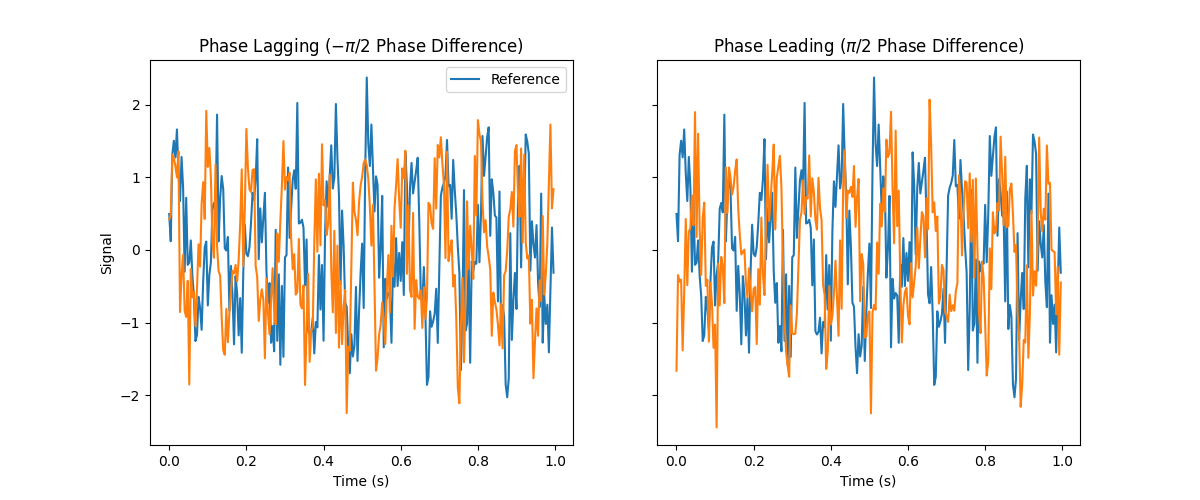 Phase Lagging (−π/2 Phase Difference)
Phase Leading (π/2 Phase Difference)
Reference
Signal
2
1
0
−1
−2
0.0 0.2 0.4 0.6 0.8 1.0
Time (s)
0.0 0.2 0.4 0.6 0.8 1.0
Time (s)